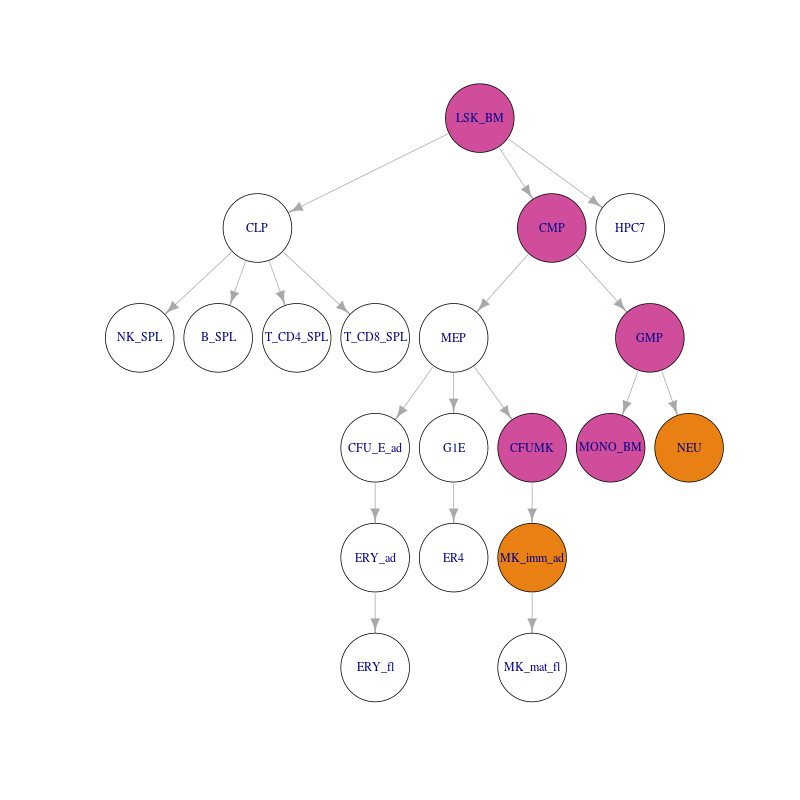 LSK_BM
CLP
CMP
HPC7
NK_SPL
B_SPL
T_CD4_SPL
T_CD8_SPL
MEP
GMP
CFU_E_ad
G1E
CFUMK
MONO_BM
NEU
ERY_ad
ER4
MK_imm_ad
ERY_fl
MK_mat_fl